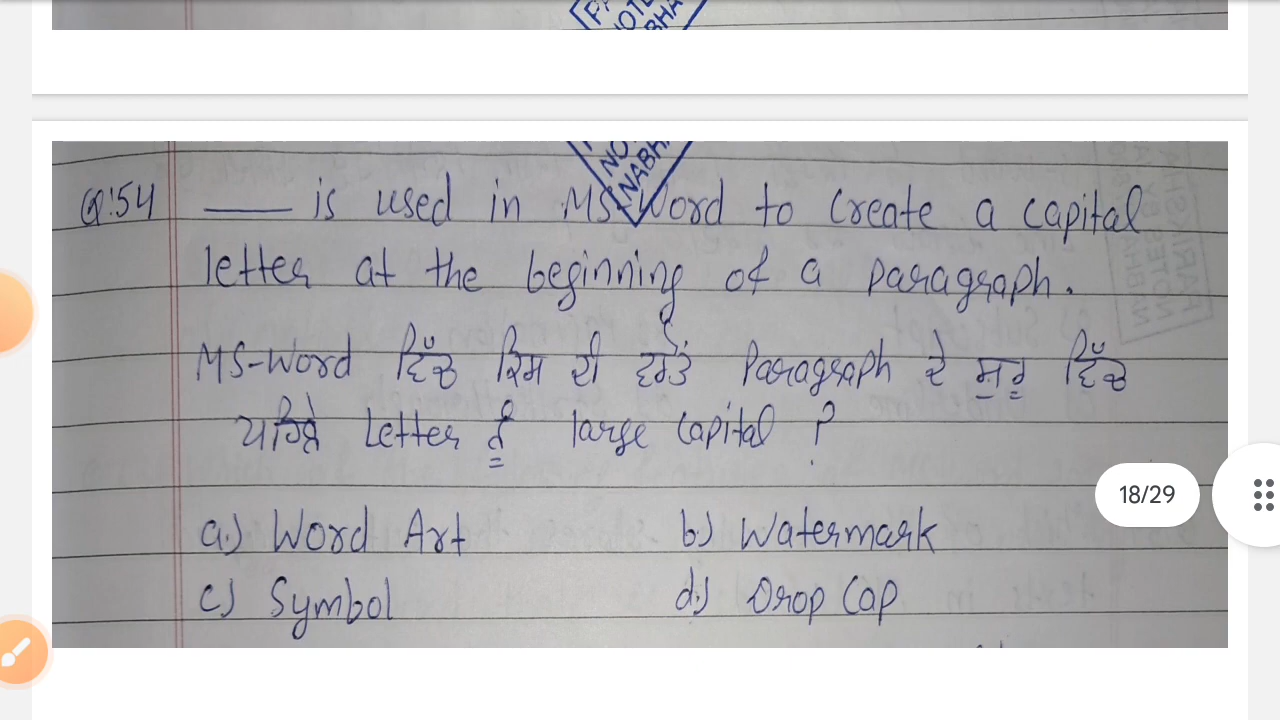 Q:54 ___ is used in MS-Word to Create a Capital
letter at the beginning of a Paragraph.
MS-Word ਵਿੱਚ ਕਿਸ ਦੀ ਵਰਤੋਂ Paragraph ਦੇ ਸ਼ੁਰੂ ਵਿੱਚ
ਪਹਿਲੇ Letter ਨੂੰ large Capital ?
a.) Word Art b.) Watermark
c.) Symbol d.) Drop Cap
18/29